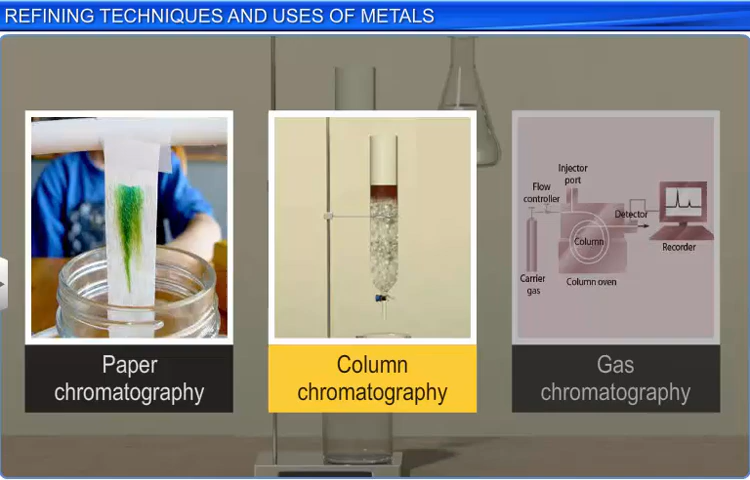 REFINING TECHNIQUES AND USES OF METALS
Injector
port
Flow
controller
Detector
Column
Recorder
Carrier
gas
Column oven
Paper
chromatography
Column
chromatography
Gas
chromatography